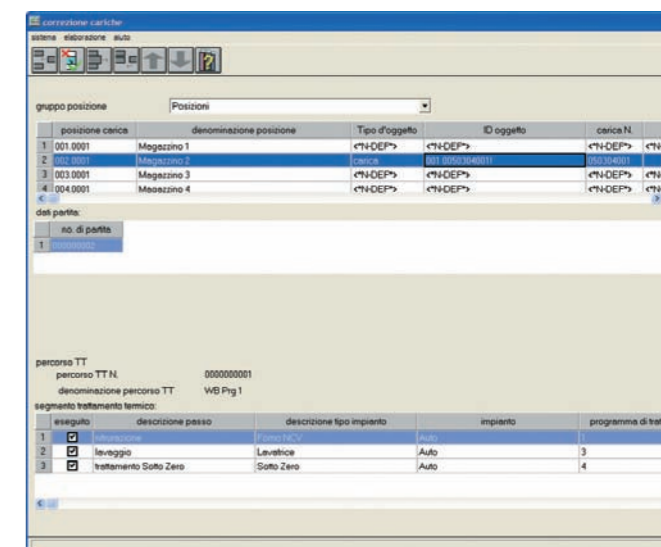 correzione cariche
sistema elaborazione aiuto
gruppo posizione Posizioni
posizione carica denominazione posizione Tipo d'oggetto ID oggetto carica N.
1 001.0001 Magazzino 1 <*N-DEF*> <*N-DEF*> <*N-DEF*> <*N
2 002.0001 Magazzino 2 carica 001.0050304001! 050304001
3 003.0001 Magazzino 3 <*N-DEF*> <*N-DEF*> <*N-DEF*> <*N
4 004.0001 Magazzino 4 <*N-DEF*> <*N-DEF*> <*N-DEF*> <*N
dati partita:
no. di partita
1 000000002
percorso TT
percorso TT N. 0000000001
denominazione percorso TT WB Prg 1
segmento trattamento termico:
eseguito descrizione passo descrizione tipo impianto impianto programma di trat
1 nitrurazione Forno NCV Auto 1
2 lavaggio Lavatrice Auto 3
3 trattamento Sotto Zero Sotto Zero Auto 4